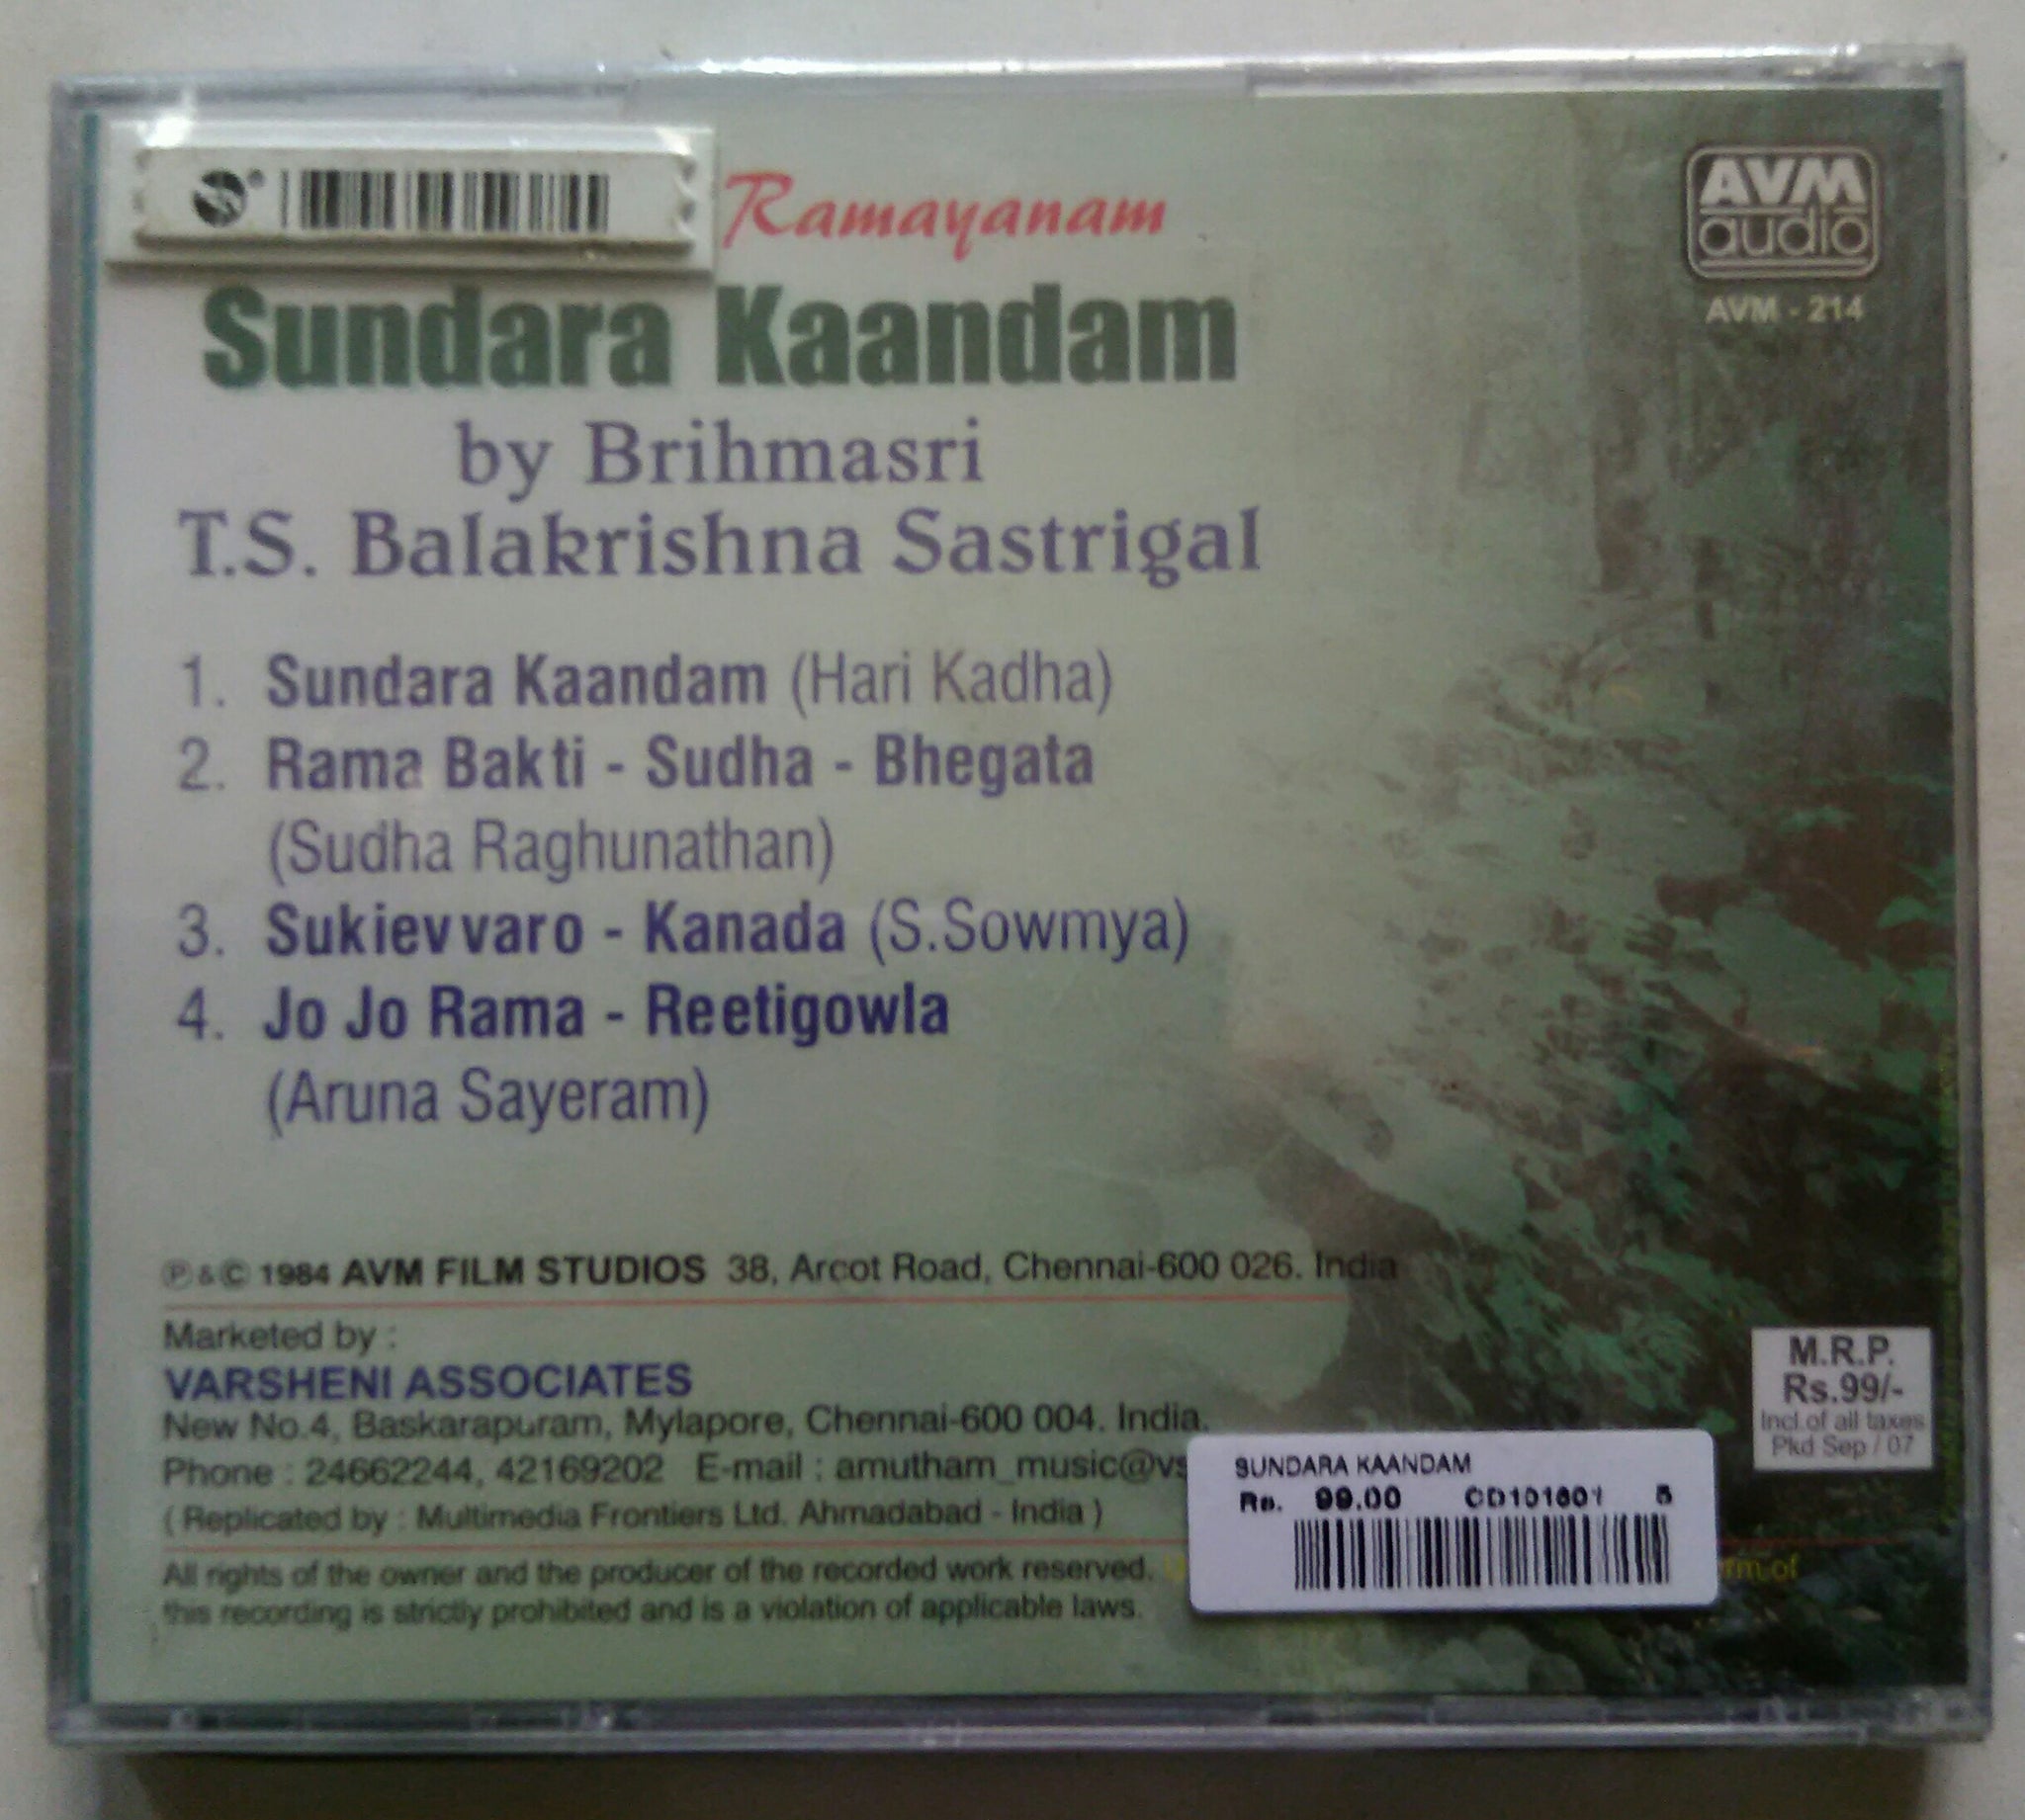 Ramayanam
AVM
audio
AVM - 214
Sundara Kaandam
by Brihmasri
T.S. Balakrishna Sastrigal
1. Sundara Kaandam (Hari Kadha)
2. Rama Bakti - Sudha - Bhegata
(Sudha Raghunathan)
3. Sukievvaro - Kanada (S.Sowmya)
4. Jo Jo Rama - Reetigowla
(Aruna Sayeram)
Ⓟ & © 1984 AVM FILM STUDIOS 38, Arcot Road, Chennai-600 026. India
Marketed by :
VARSHENI ASSOCIATES
New No.4, Baskarapuram, Mylapore, Chennai-600 004. India.
Phone : 24662244, 42169202 E-mail : amutham_music@vs
( Replicated by : Multimedia Frontiers Ltd. Ahmadabad - India )
All rights of the owner and the producer of the recorded work reserved.
this recording is strictly prohibited and is a violation of applicable laws.
M.R.P.
Rs.99/-
Incl.of all taxes
Pkd Sep / 07
SUNDARA KAANDAM
Rs. 99.00 CD101601 5